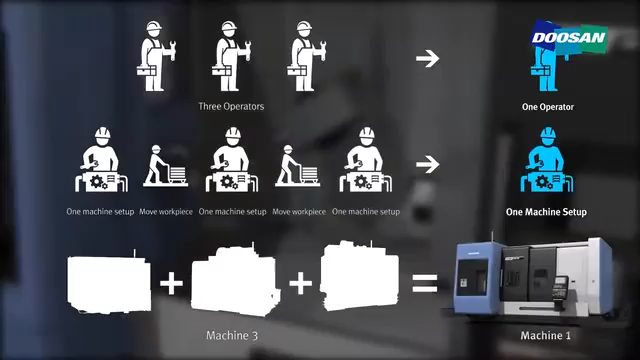 DOOSAN
Three Operators
One Operator
One machine setup
Move workpiece
One machine setup
Move workpiece
One machine setup
One Machine Setup
+ + =
Machine 3
Machine 1